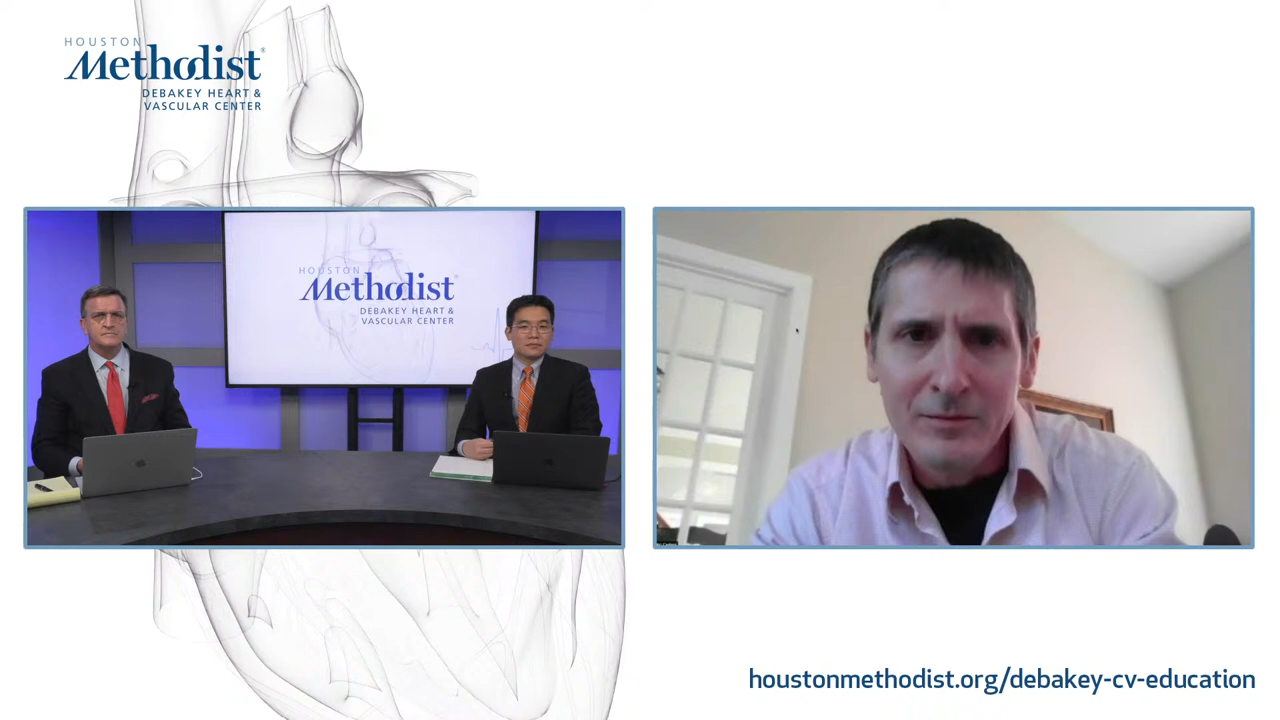 HOUSTON
Methodist®
DEBAKEY HEART &
VASCULAR CENTER
HOUSTON
Methodist®
DEBAKEY HEART &
VASCULAR CENTER
houstonmethodist.org/debakey-cv-education